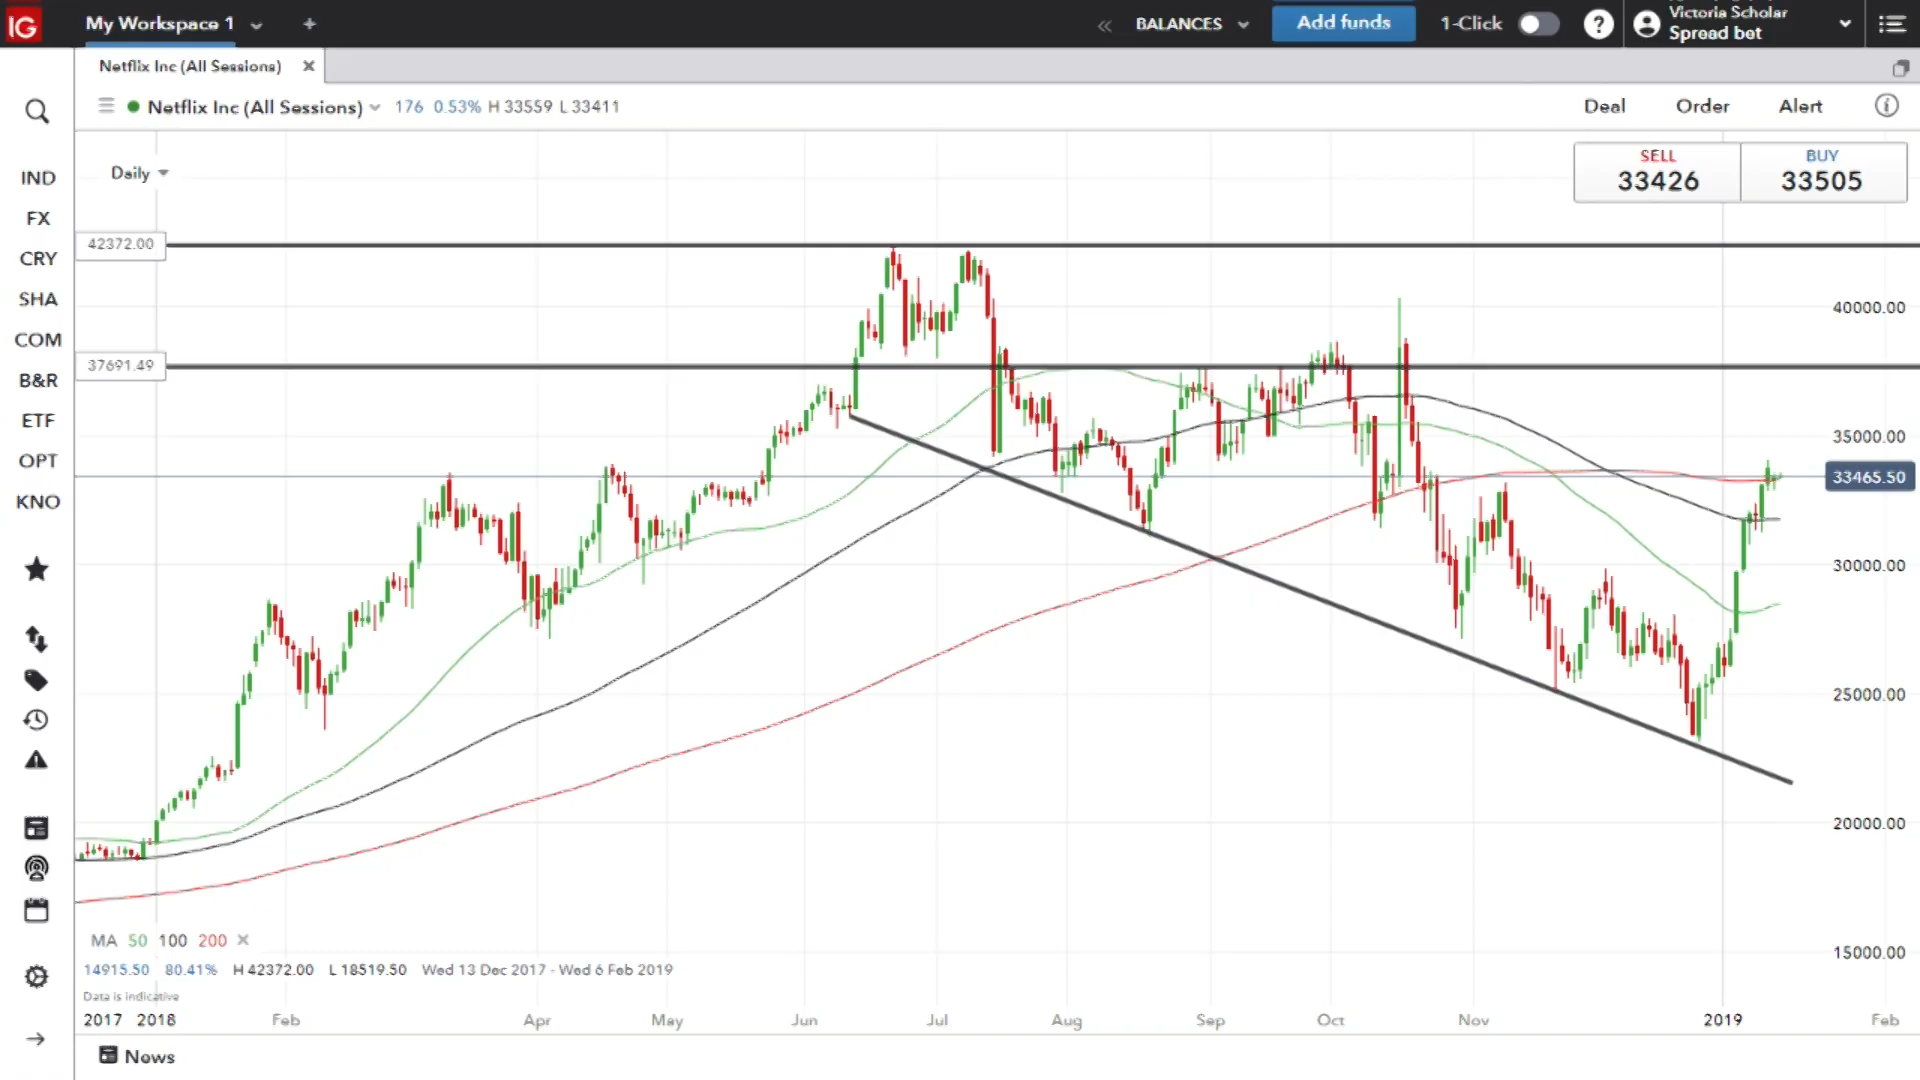 IG My Workspace 1 + « BALANCES Add funds 1-Click ? Victoria Scholar
Spread bet
Netflix Inc (All Sessions) ×
Netflix Inc (All Sessions) 176 0.53% H 33559 L 33411 Deal Order Alert i
Daily
SELL BUY
33426 33505
IND
FX
CRY
SHA
COM
B&R
ETF
OPT
KNO
42372.00
40000.00
37691.49
35000.00
33465.50
30000.00
25000.00
20000.00
15000.00
MA 50 100 200 ×
14915.50 80.41% H 42372.00 L 18519.50 Wed 13 Dec 2017 - Wed 6 Feb 2019
Data is indicative
2017 2018 Feb Apr May Jun Jul Aug Sep Oct Nov 2019 Feb
News